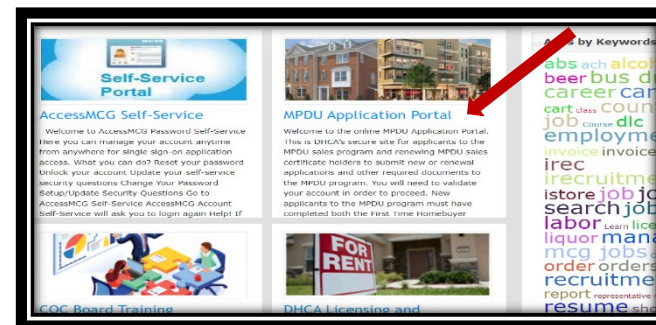 Self-Service
Portal
AccessMCG Self-Service
Welcome to AccessMCG Password Self-Service
Here you can manage your account anytime
from anywhere for single sign-on application
access. What you can do? Reset your password
Unlock your account Update your self-service
security questions Change Your Password
Setup/Update Security Questions Go to
AccessMCG Self-Service AccessMCG Account
Self-Service will ask you to login again Help! If
COC Board Training
MPDU Application Portal
Welcome to the online MPDU Application Portal.
This is DHCA's secure site for applicants to the
MPDU sales program and renewing MPDU sales
certificate holders to submit new or renewal
applications and other required documents to
the MPDU program. You will need to validate
your account in order to proceed. New
applicants to the MPDU program must have
completed both the First Time Homebuyer
FOR
RENT
DHCA Licensing and
by Keywords
abs ach alcoh
beer bus d
career car
cart class coun
job Course dlc
employme
invoice invoice
irec
irecruitme
istore job jo
search job
labor Learn lice
liquor mana
mcg jobs
order orders
recruitme
report representative
resume sho